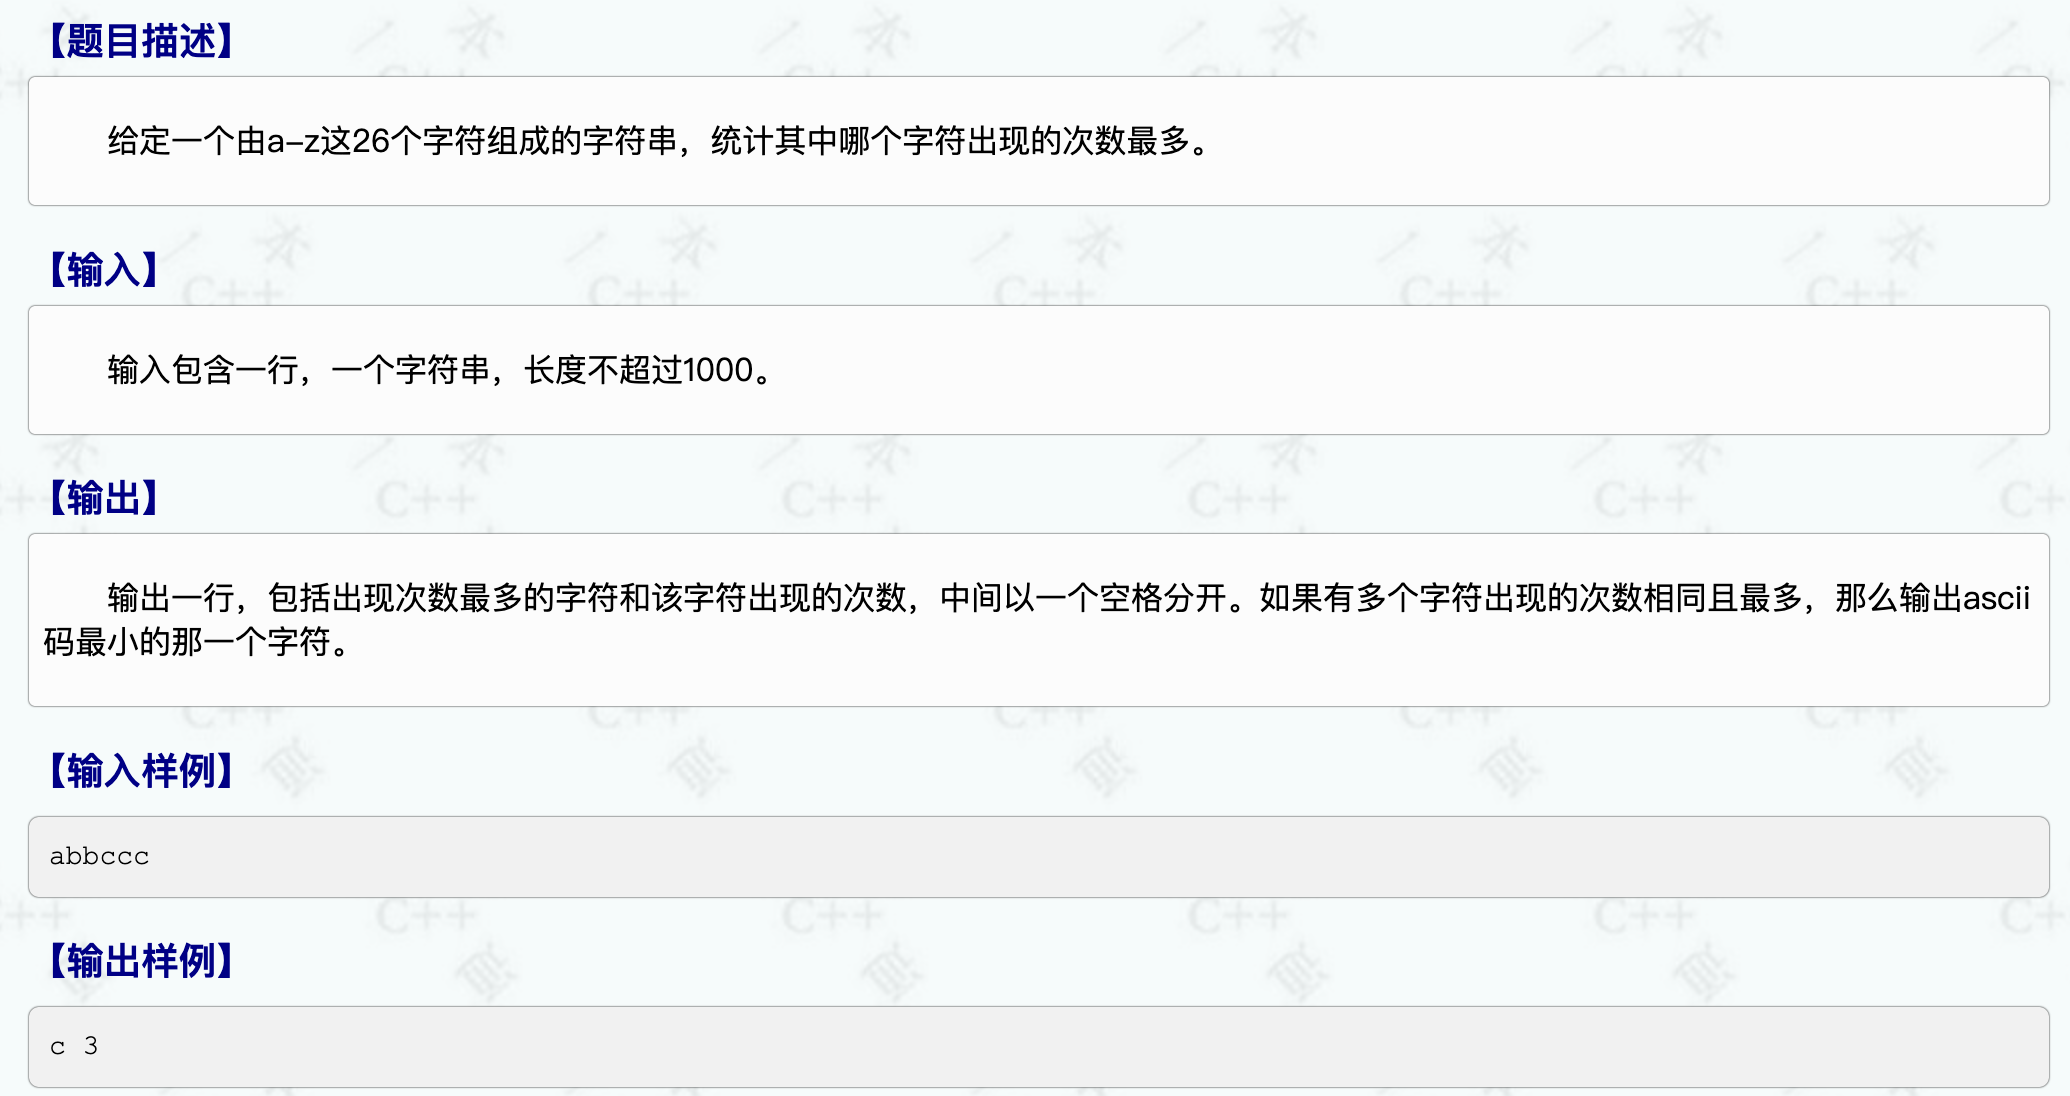 【题目描述】
给定一个由a-z这26个字符组成的字符串，统计其中哪个字符出现的次数最多。
【输入】
输入包含一行，一个字符串，长度不超过1000。
【输出】
输出一行，包括出现次数最多的字符和该字符出现的次数，中间以一个空格分开。如果有多个字符出现的次数相同且最多，那么输出ascii
码最小的那一个字符。
【输入样例】
abbccc
【输出样例】
c 3